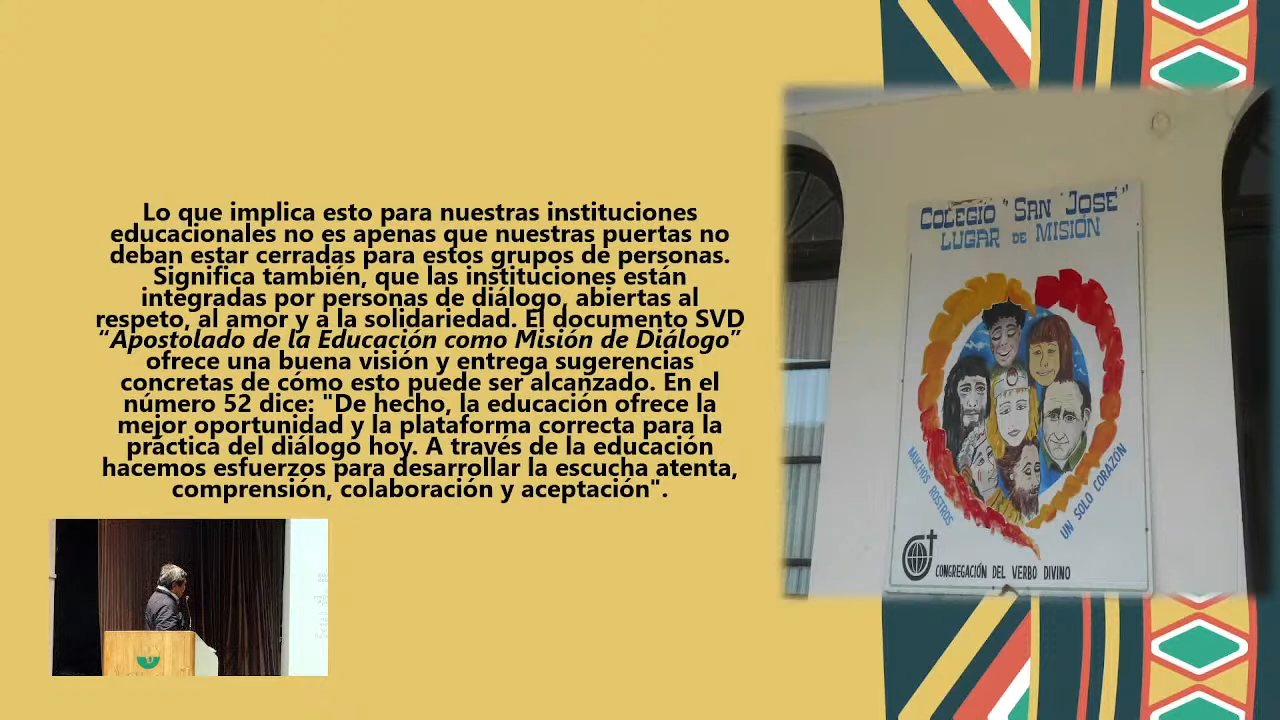 Lo que implica esto para nuestras instituciones
educacionales no es apenas que nuestras puertas no
deban estar cerradas para estos grupos de personas.
Significa también, que las instituciones están
integradas por personas de diálogo, abiertas al
respeto, al amor y a la solidariedad. El documento SVD
“Apostolado de la Educación como Misión de Diálogo”
ofrece una buena visión y entrega sugerencias
concretas de cómo esto puede ser alcanzado. En el
número 52 dice: "De hecho, la educación ofrece la
mejor oportunidad y la plataforma correcta para la
práctica del diálogo hoy. A través de la educación
hacemos esfuerzos para desarrollar la escucha atenta,
comprensión, colaboración y aceptación".
COLEGIO "SAN JOSÉ"
LUGAR DE MISIÓN
MUCHOS ROSTROS
UN SOLO CORAZÓN
CONGREGACIÓN DEL VERBO DIVINO